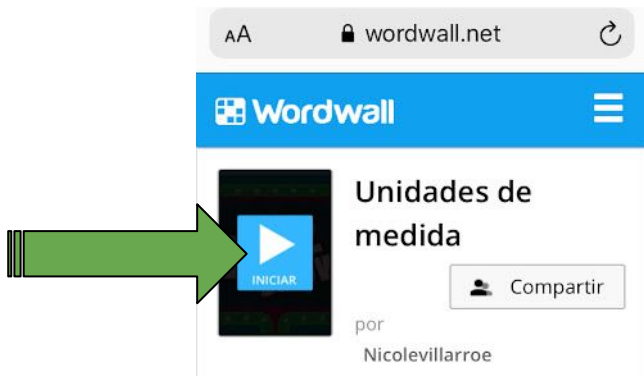 AA wordwall.net
Wordwall
Unidades de
medida
INICIAR
Compartir
por
Nicolevillarroe